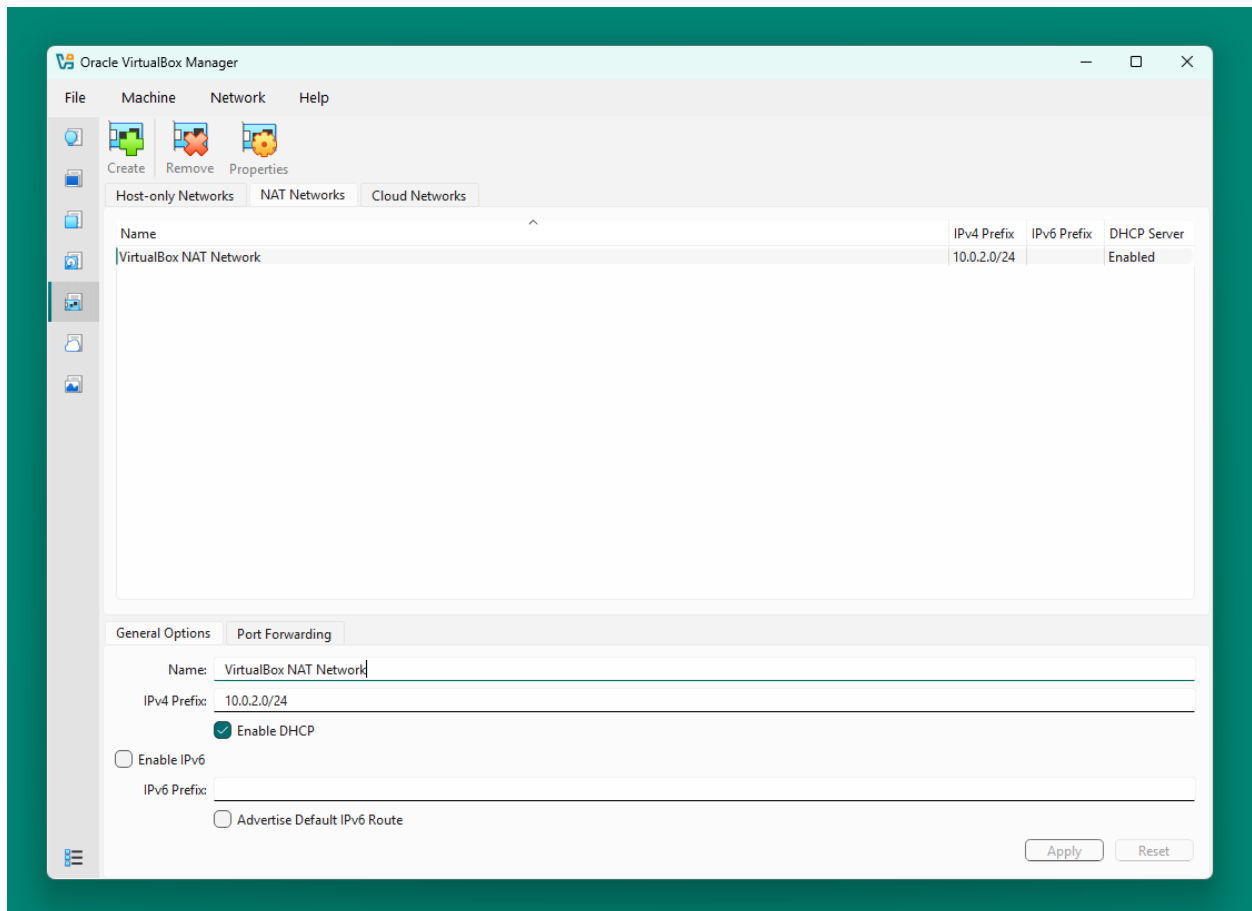 Oracle VirtualBox Manager
File Machine Network Help
Create Remove Properties
Host-only Networks NAT Networks Cloud Networks
Name IPv4 Prefix IPv6 Prefix DHCP Server
VirtualBox NAT Network 10.0.2.0/24 Enabled
General Options Port Forwarding
Name: VirtualBox NAT Network
IPv4 Prefix: 10.0.2.0/24
Enable DHCP
Enable IPv6
IPv6 Prefix:
Advertise Default IPv6 Route
Apply Reset